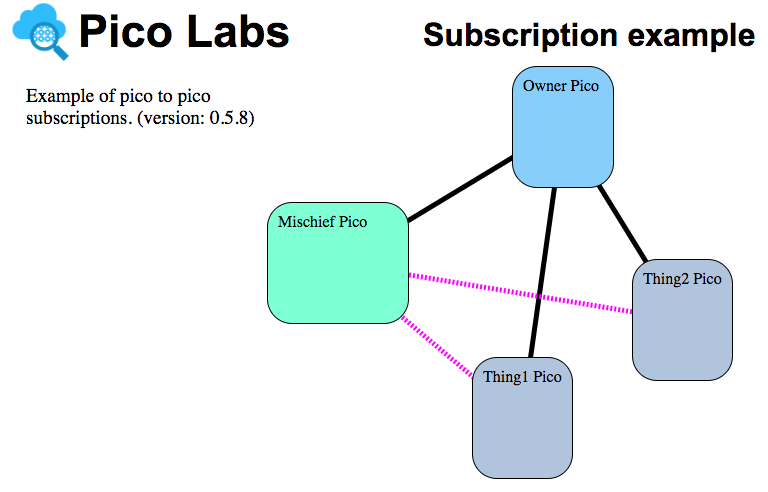 Pico Labs
Subscription example
Example of pico to pico
subscriptions. (version: 0.5.8)
Owner Pico
Mischief Pico
Thing2 Pico
Thing1 Pico